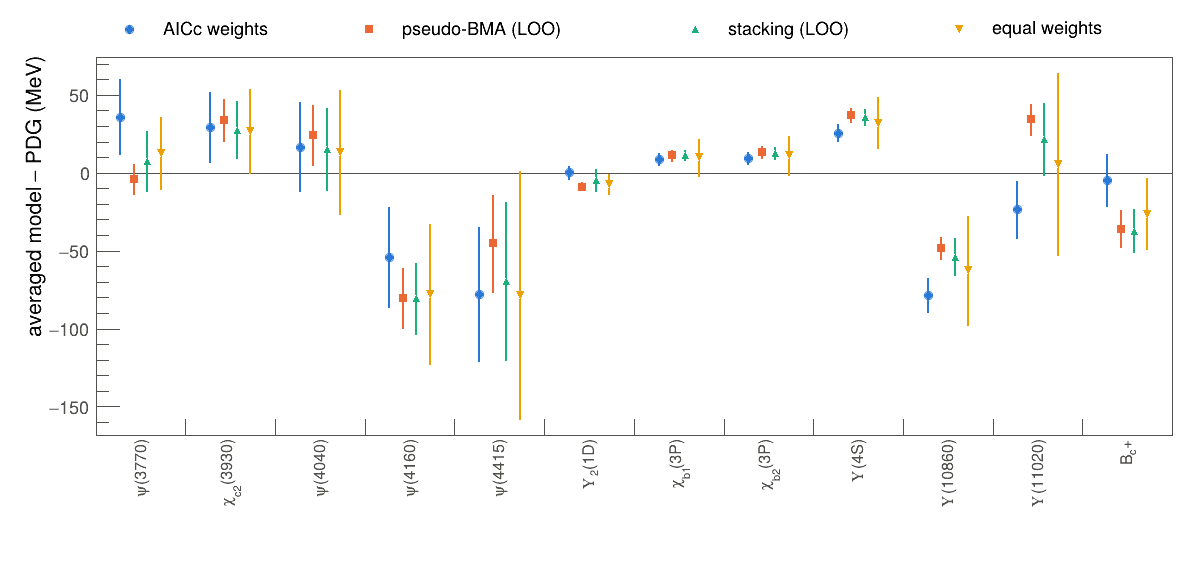 AICc weights pseudo-BMA (LOO) stacking (LOO) equal weights
averaged model − PDG (MeV)
50
0
−50
−100
−150
ψ(3770)
χc2(3930)
ψ(4040)
ψ(4160)
ψ(4415)
Υ2(1D)
χb1(3P)
χb2(3P)
Υ(4S)
Υ(10860)
Υ(11020)
Bc+